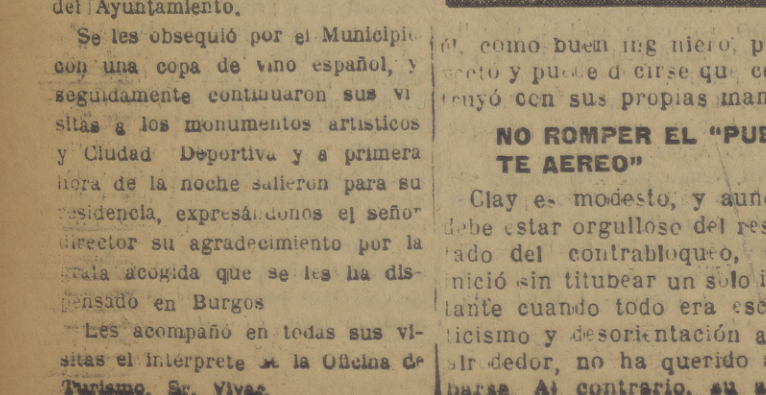 del Ayuntamiento.
Se les obsequió por el Municipio
con una copa de vino español, y
seguidamente continuaron sus vi
sitas a los monumentos artísticos
y Ciudad Deportiva y a primera
hora de la noche salieron para su
residencia, expresándonos el señor
director su agradecimiento por la
grata acogida que se les ha dis-
pensado en Burgos
Les acompañó en todas sus vi-
sitas el intérprete de la Oficina de
Turismo, Sr. Vivar
él, como buen ing niero, p
y puede d cirse que c
truyó con sus propias man
NO ROMPER EL "PUE
TE AEREO"
Clay es modesto, y aun
debe estar orgulloso del res
tado del contrabloqueo,
inició sin titubear un solo i
tante cuando todo era esc
ticismo y desorientación a
alrededor, no ha querido
barse. Al contrario, su